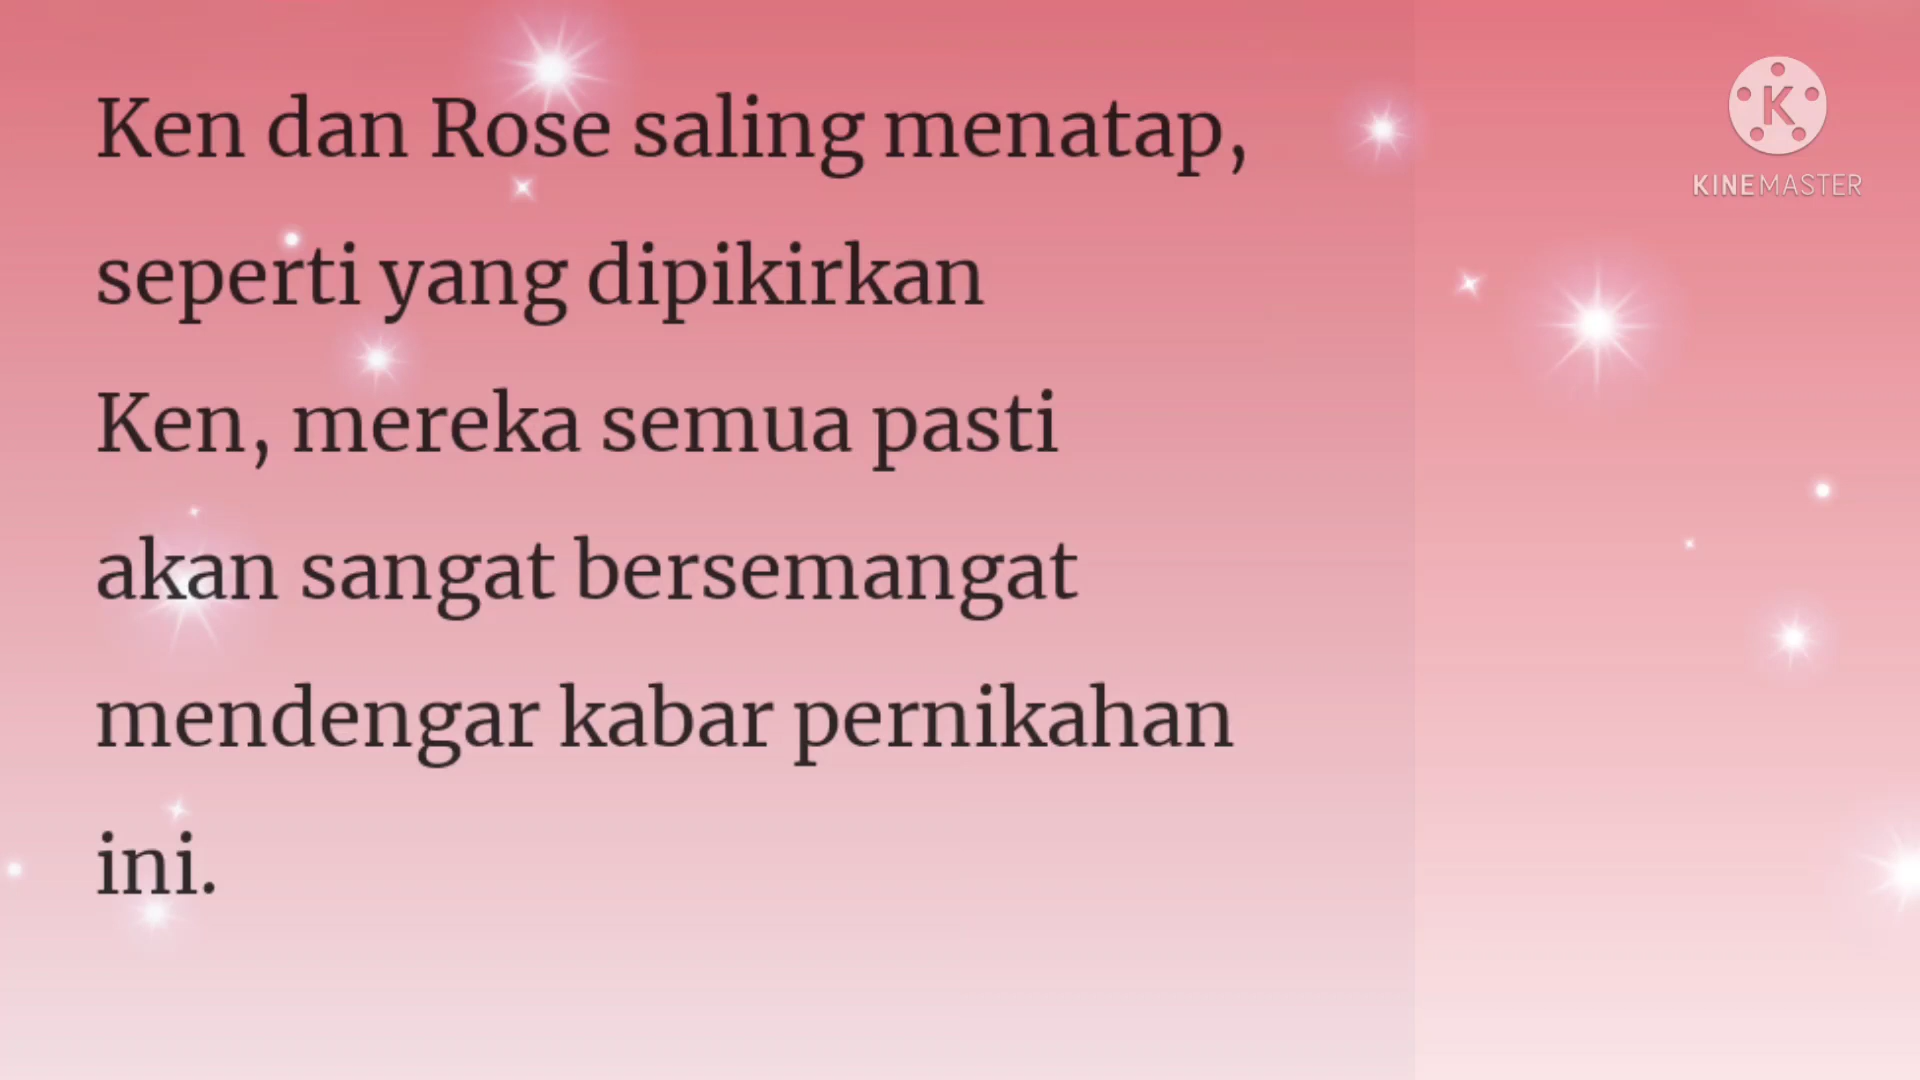 Ken dan Rose saling menatap,
seperti yang dipikirkan
Ken, mereka semua pasti
akan sangat bersemangat
mendengar kabar pernikahan
ini.
K
KINEMASTER